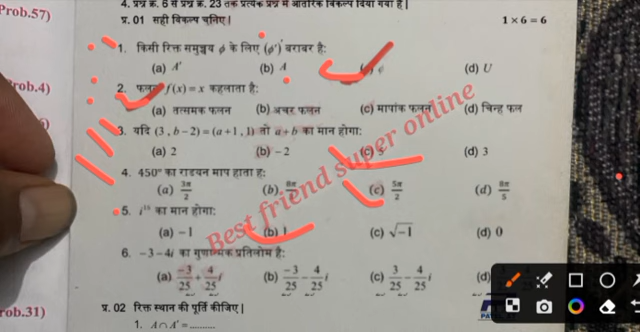 4. प्रश्न क्र. 6 से प्रश्न क्र. 23 तक प्रत्येक प्रश्न में आंतरिक विकल्प दिया गया है|
Prob.57)
प्र. 01 सही विकल्प चुनिए|
1 × 6 = 6
1. किसी रिक्त समुच्चय ϕ के लिए (ϕ')' बराबर है:
(a) A' (b) A ϕ (d) U
2. फलन f(x) = x कहलाता है:
rob.4)
(a) तत्समक फलन (b) अचर फलन (c) मापांक फलन (d) चिन्ह फल
3. यदि (3, b-2) = (a+1, 1) तो a+b का मान होगा:
(a) 2 (b) -2 (c) 5 (d) 3
4. 450° का रेडियन माप होता है:
(a) 3π/2 (b) (c) 5π/2 (d) 8π/5
5. का मान होगा:
(a) -1 (b) 1 (c) √-1 (d) 0
6. -3-4i का गुणात्मक प्रतिलोम है:
(a) -3/25 + 4/25 i (b) -3/25 - 4/25 i (c) 3/25 - 4/25 i (d)
प्र. 02 रिक्त स्थान की पूर्ति कीजिए|
rob.31)
1. A∩A' = ..........
Best friend super online